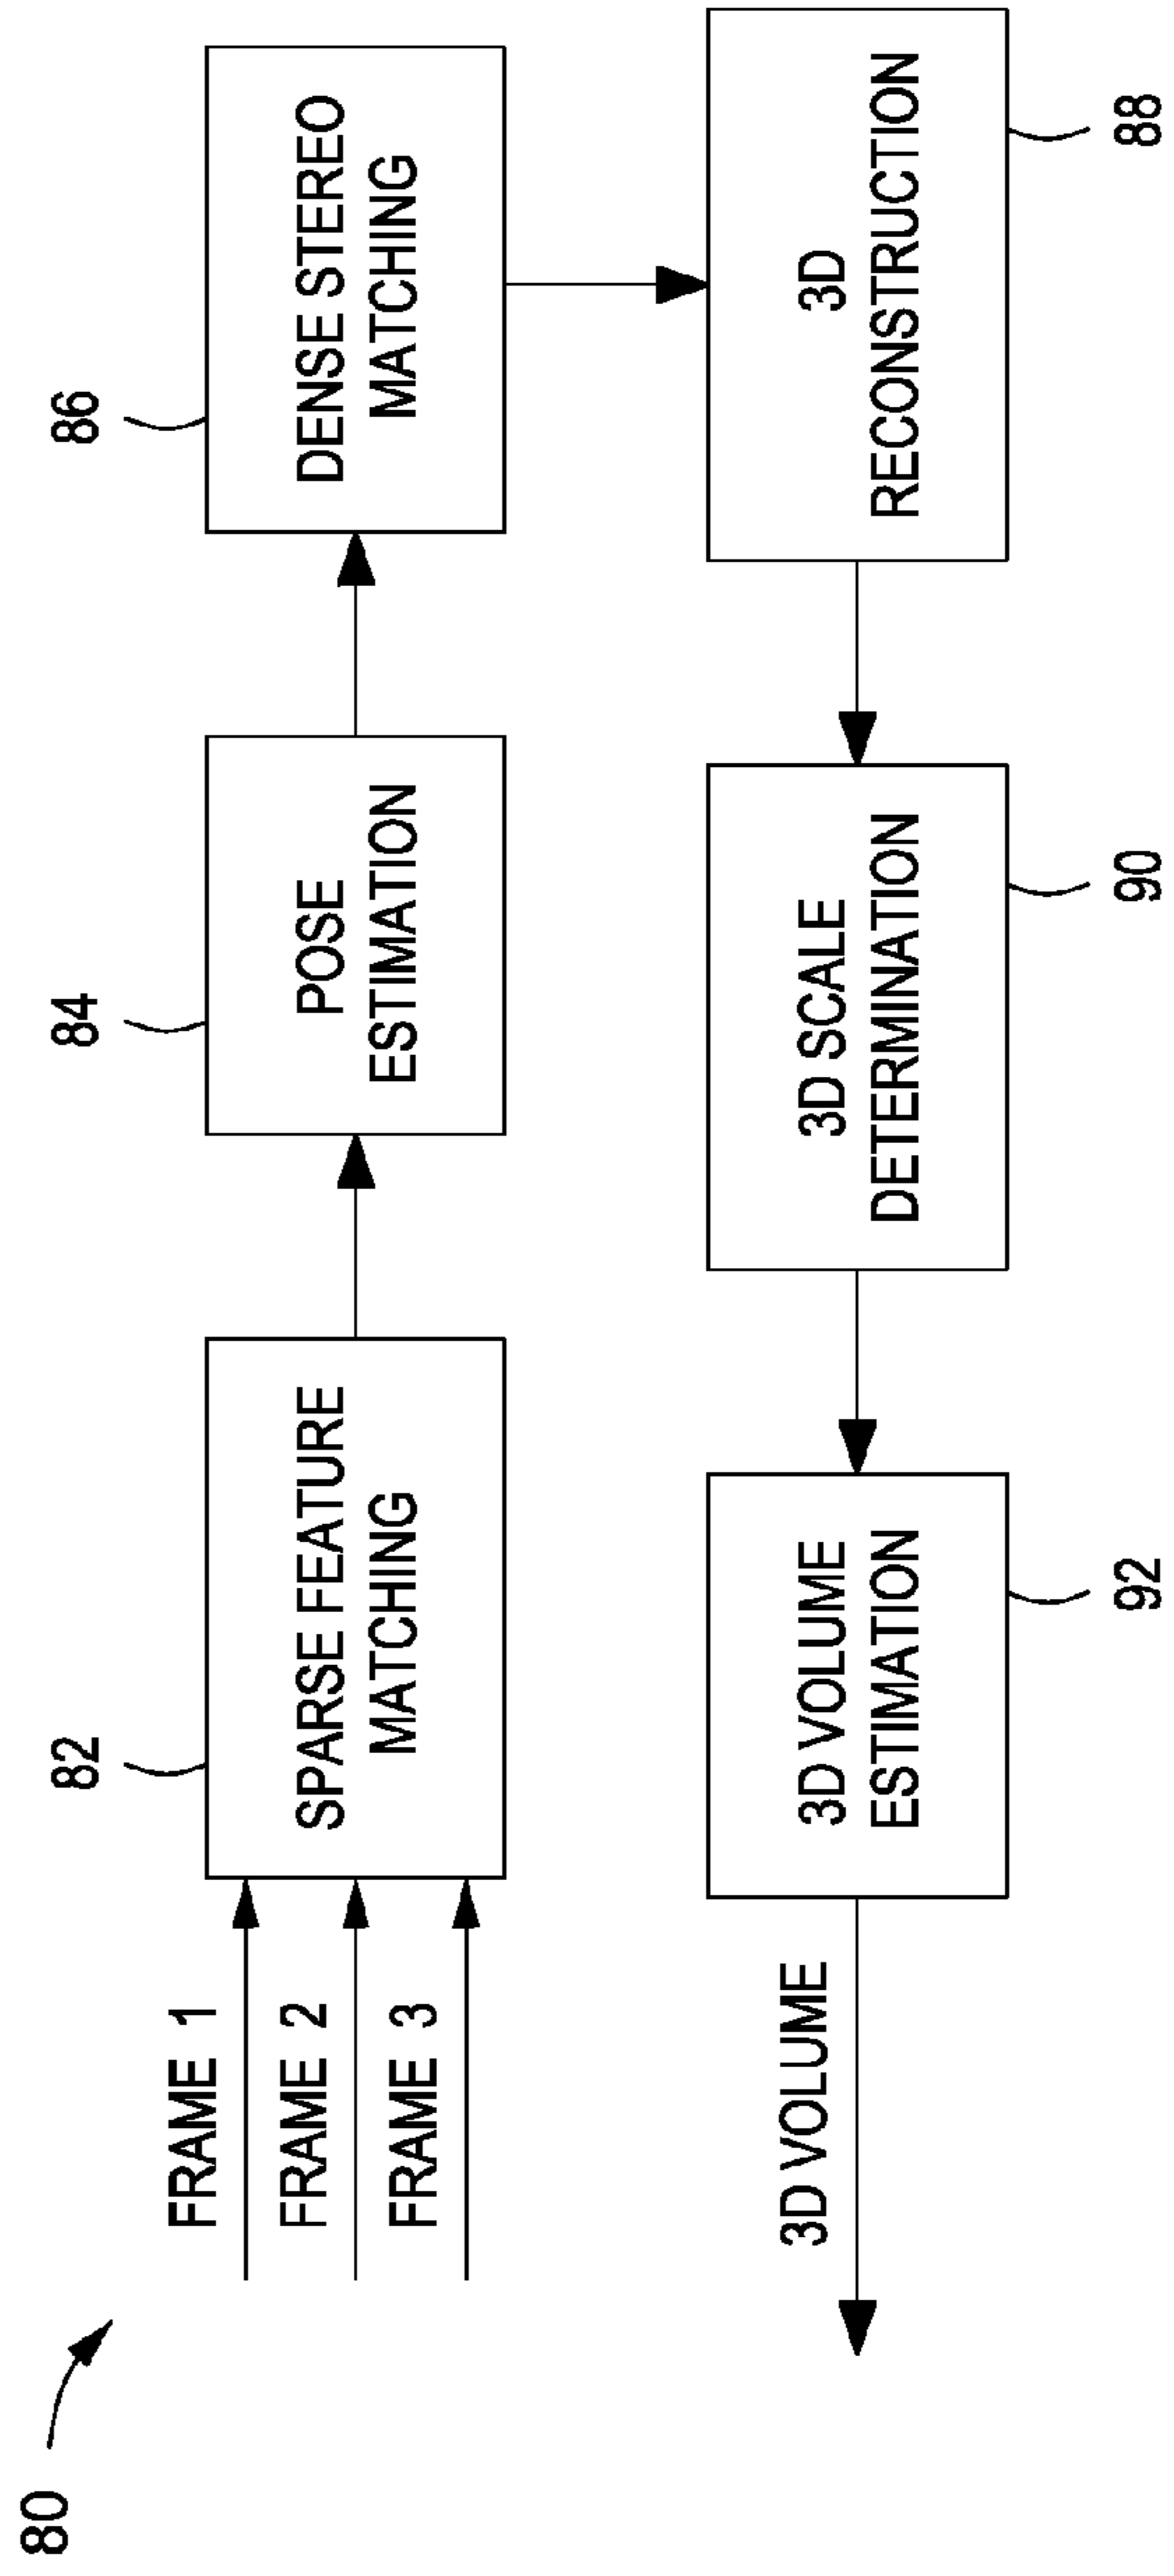 80
FRAME 1
FRAME 2
FRAME 3
82
SPARSE FEATURE
MATCHING
84
POSE
ESTIMATION
86
DENSE STEREO
MATCHING
3D
RECONSTRUCTION
88
3D SCALE
DETERMINATION
90
3D VOLUME
ESTIMATION
92
3D VOLUME